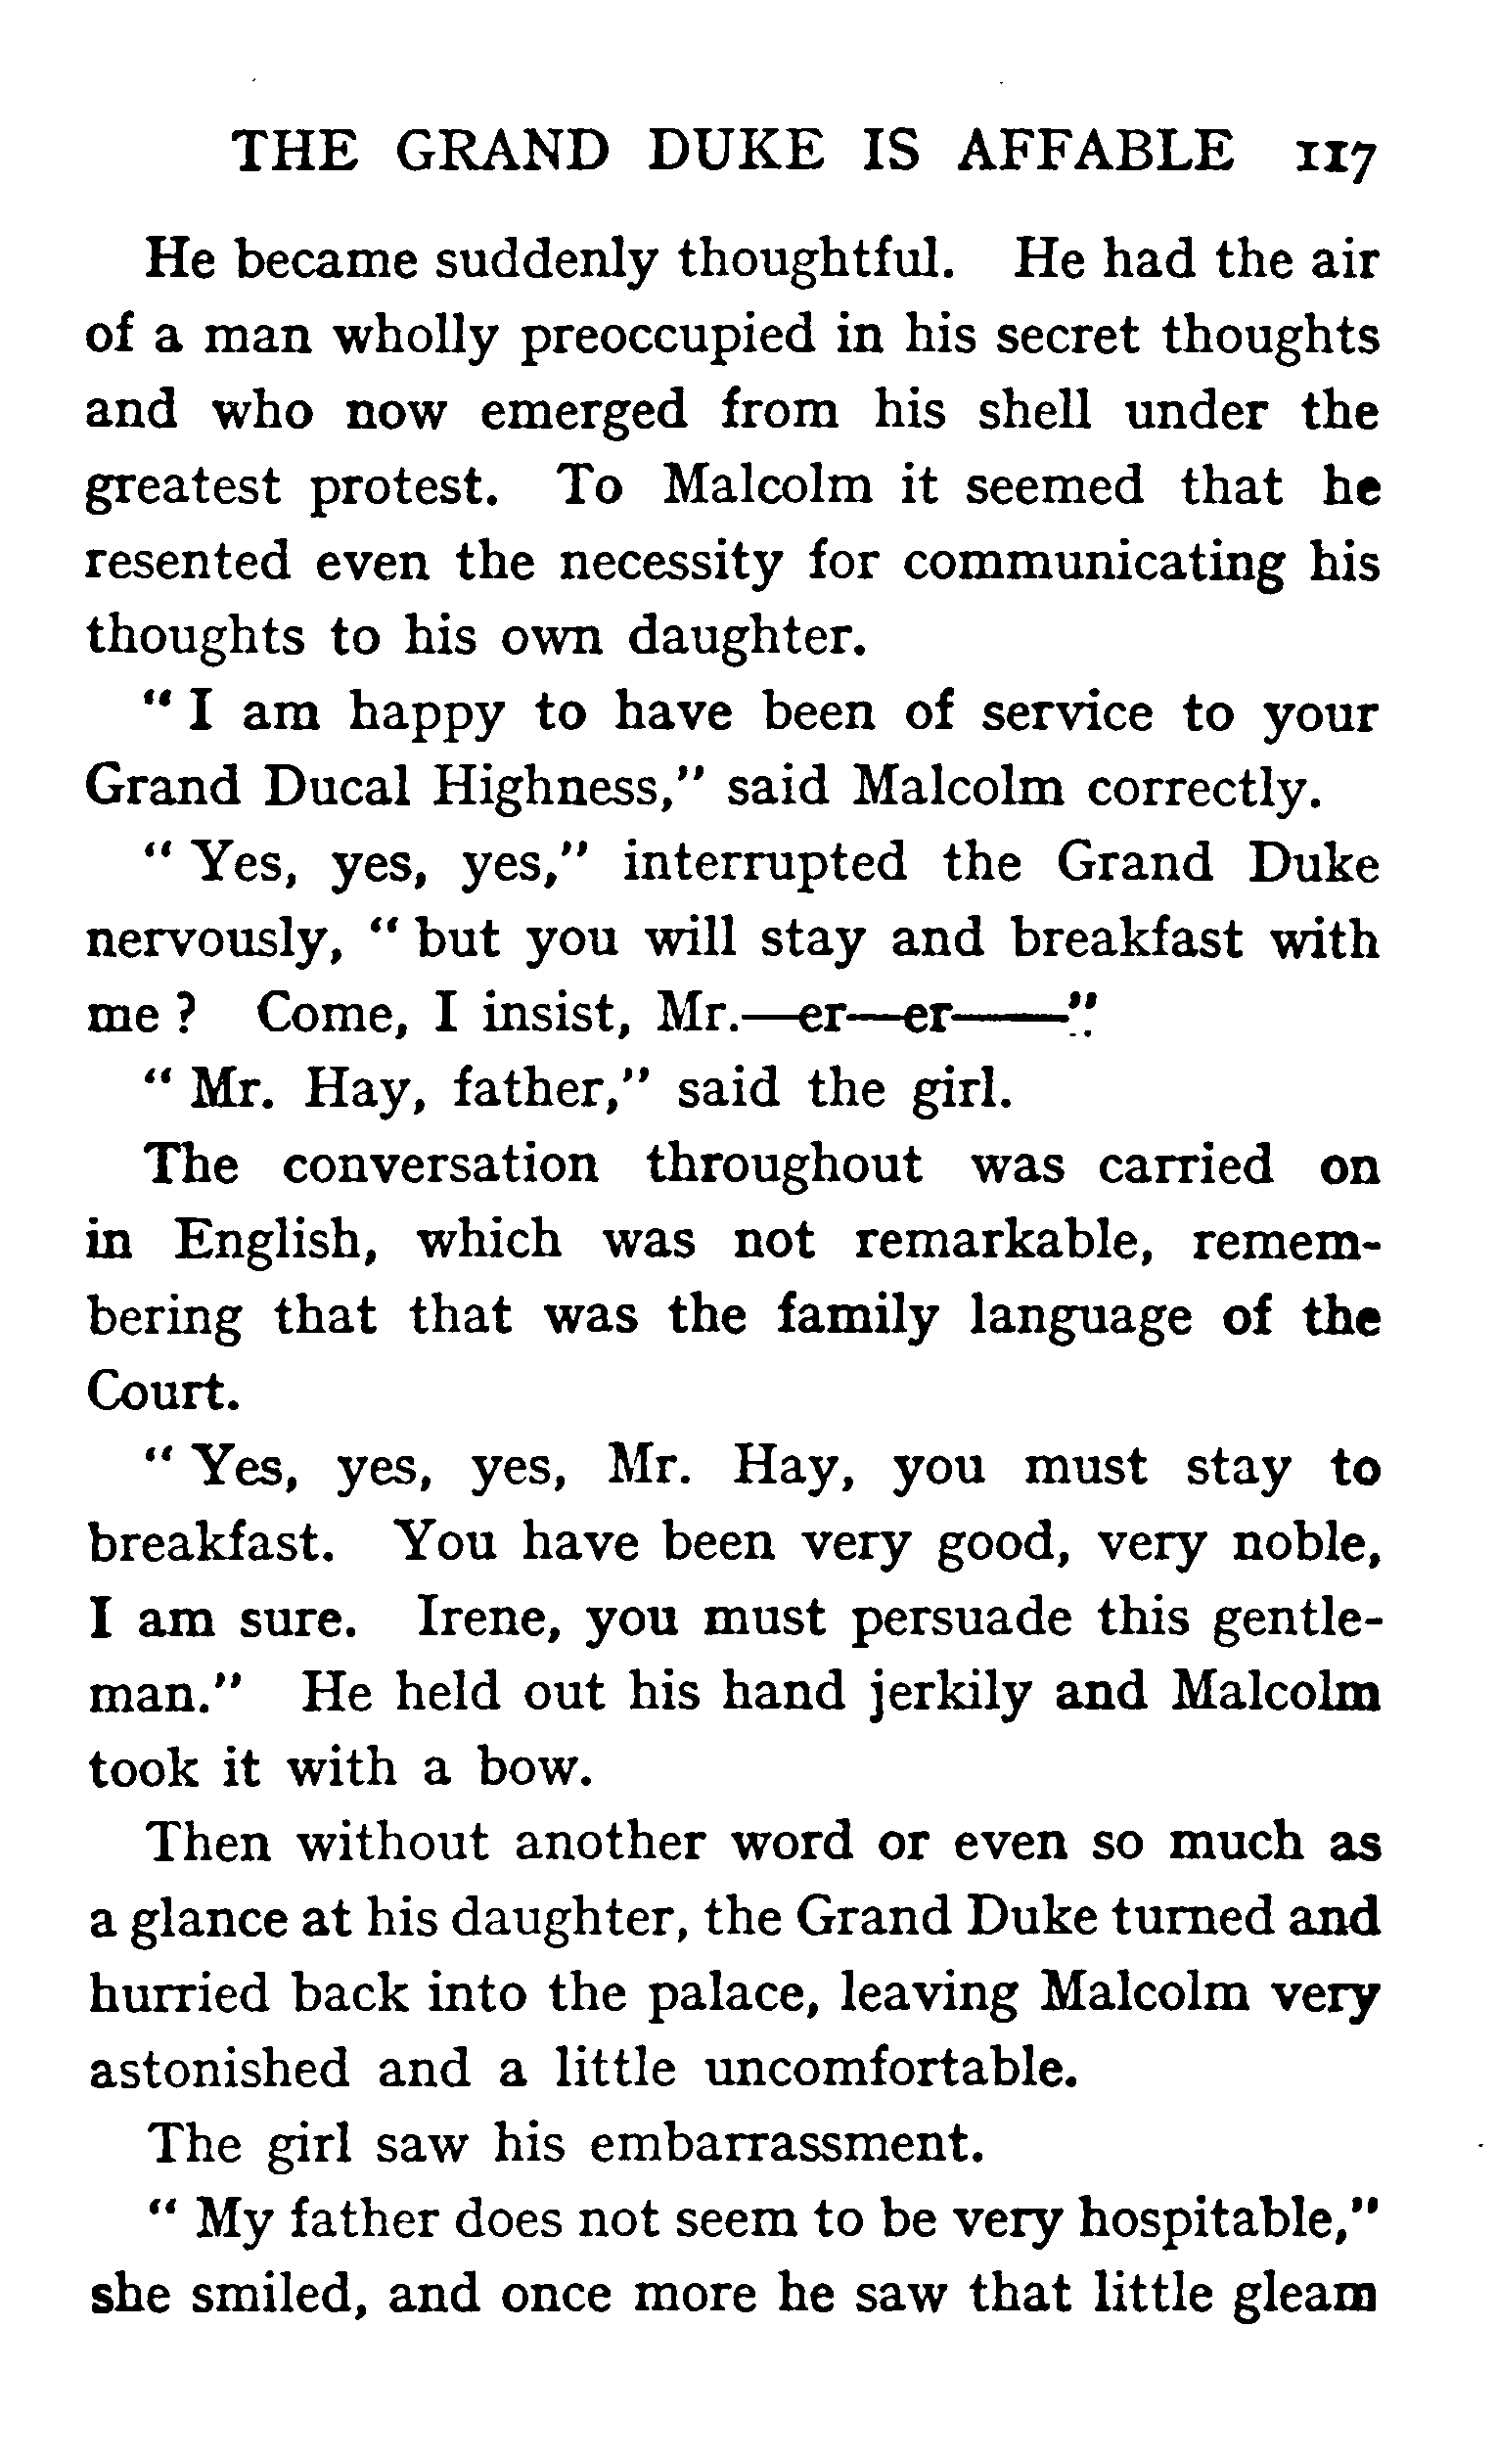 THE GRAND DUKE IS AFFABLE 117
He became suddenly thoughtful. He had the air
of a man wholly preoccupied in his secret thoughts
and who now emerged from his shell under the
greatest protest. To Malcolm it seemed that he
resented even the necessity for communicating his
thoughts to his own daughter.
“ I am happy to have been of service to your
Grand Ducal Highness,” said Malcolm correctly.
“ Yes, yes, yes,” interrupted the Grand Duke
nervously, “ but you will stay and breakfast with
me ? Come, I insist, Mr.—er—er——”
“ Mr. Hay, father,” said the girl.
The conversation throughout was carried on
in English, which was not remarkable, remem-
bering that that was the family language of the
Court.
“ Yes, yes, yes, Mr. Hay, you must stay to
breakfast. You have been very good, very noble,
I am sure. Irene, you must persuade this gentle-
man.” He held out his hand jerkily and Malcolm
took it with a bow.
Then without another word or even so much as
a glance at his daughter, the Grand Duke turned and
hurried back into the palace, leaving Malcolm very
astonished and a little uncomfortable.
The girl saw his embarrassment.
“ My father does not seem to be very hospitable,”
she smiled, and once more he saw that little gleam